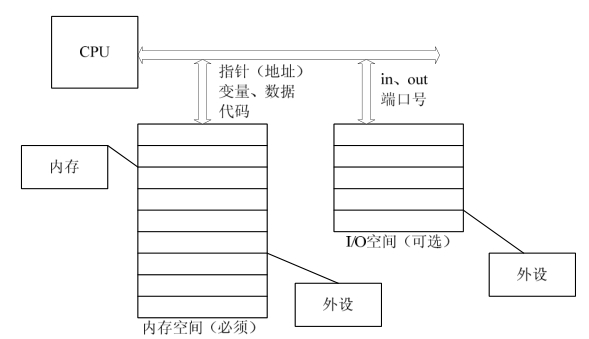 CPU
指针（地址）
变量、数据
代码
in、out
端口号
内存
I/O空间（可选）
外设
外设
内存空间（必须）